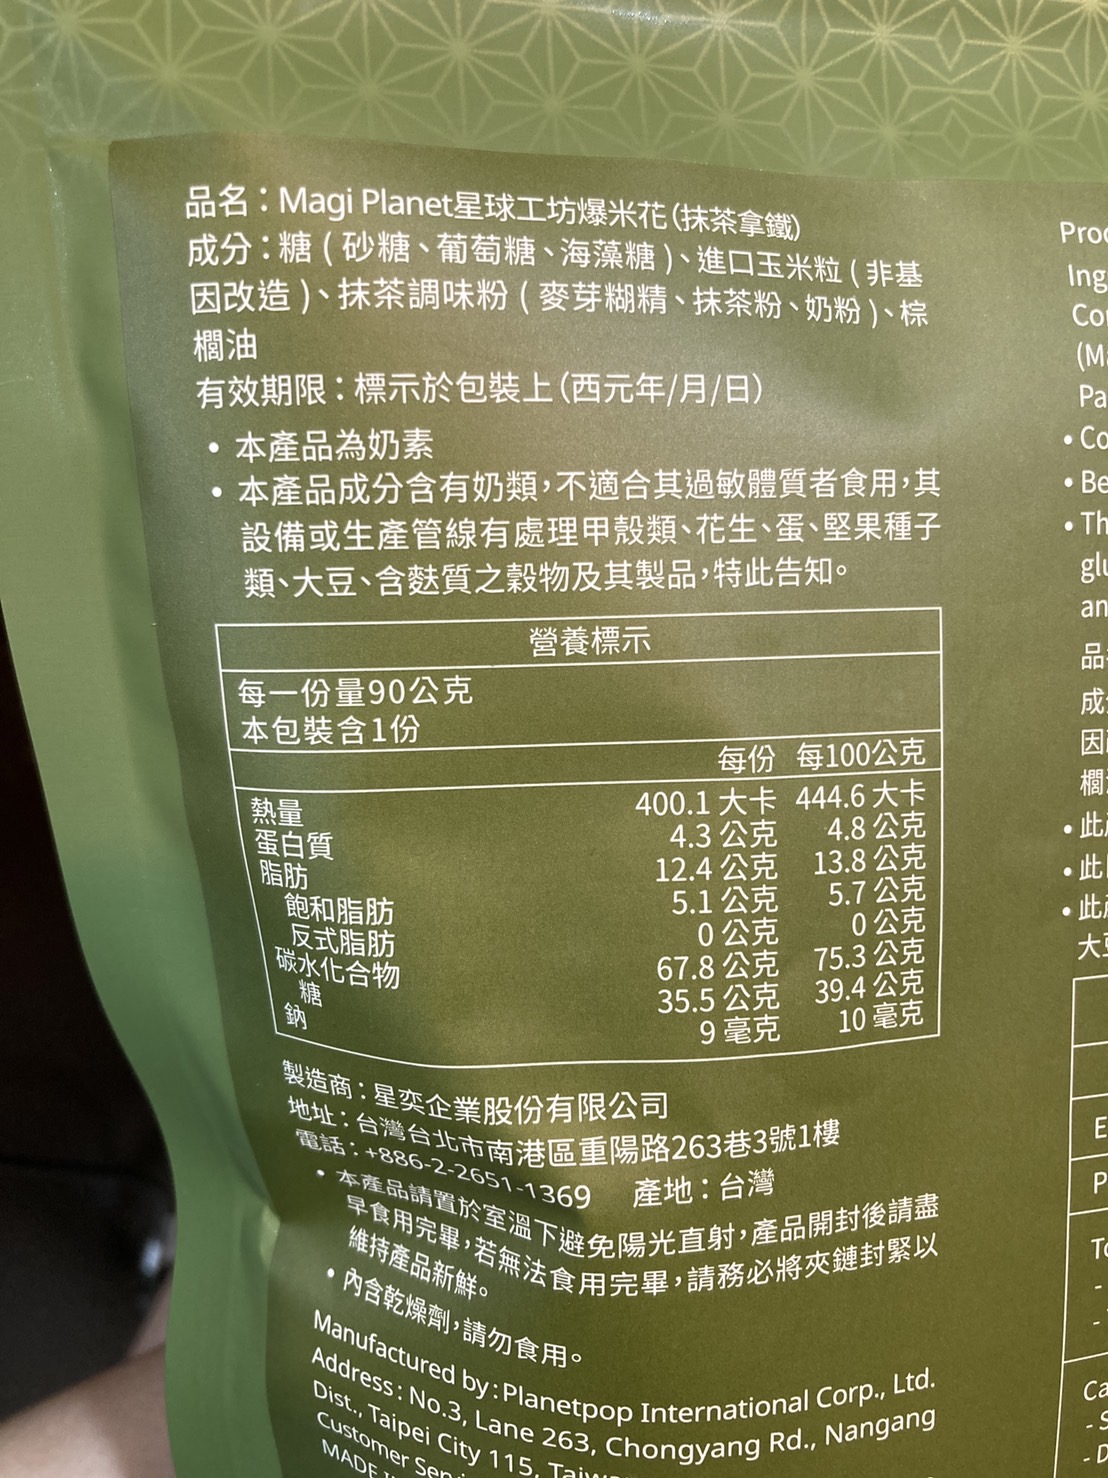 品名：Magi Planet星球工坊爆米花(抹茶拿鐵)
成分：糖（砂糖、葡萄糖、海藻糖）、進口玉米粒（非基
因改造）、抹茶調味粉（麥芽糊精、抹茶粉、奶粉）、棕
櫚油
有效期限：標示於包裝上(西元年/月/日)
• 本產品為奶素
• 本產品成分含有奶類，不適合其過敏體質者食用，其
設備或生產管線有處理甲殼類、花生、蛋、堅果種子
類、大豆、含麩質之穀物及其製品，特此告知。
營養標示
每一份量90公克
本包裝含1份
每份 每100公克
熱量 400.1 大卡 444.6 大卡
蛋白質 4.3 公克 4.8 公克
脂肪 12.4 公克 13.8 公克
飽和脂肪 5.1 公克 5.7 公克
反式脂肪 0 公克 0 公克
碳水化合物 67.8 公克 75.3 公克
糖 35.5 公克 39.4 公克
鈉 9 毫克 10 毫克
製造商：星奕企業股份有限公司
地址：台灣台北市南港區重陽路263巷3號1樓
電話：+886-2-2651-1369 產地：台灣
• 本產品請置於室溫下避免陽光直射，產品開封後請盡
早食用完畢，若無法食用完畢，請務必將夾鏈封緊以
維持產品新鮮。
• 內含乾燥劑，請勿食用。
Manufactured by:Planetpop International Corp., Ltd.
Address: No.3, Lane 263, Chongyang Rd., Nangang
Dist., Taipei City 115,
Customer
MADE